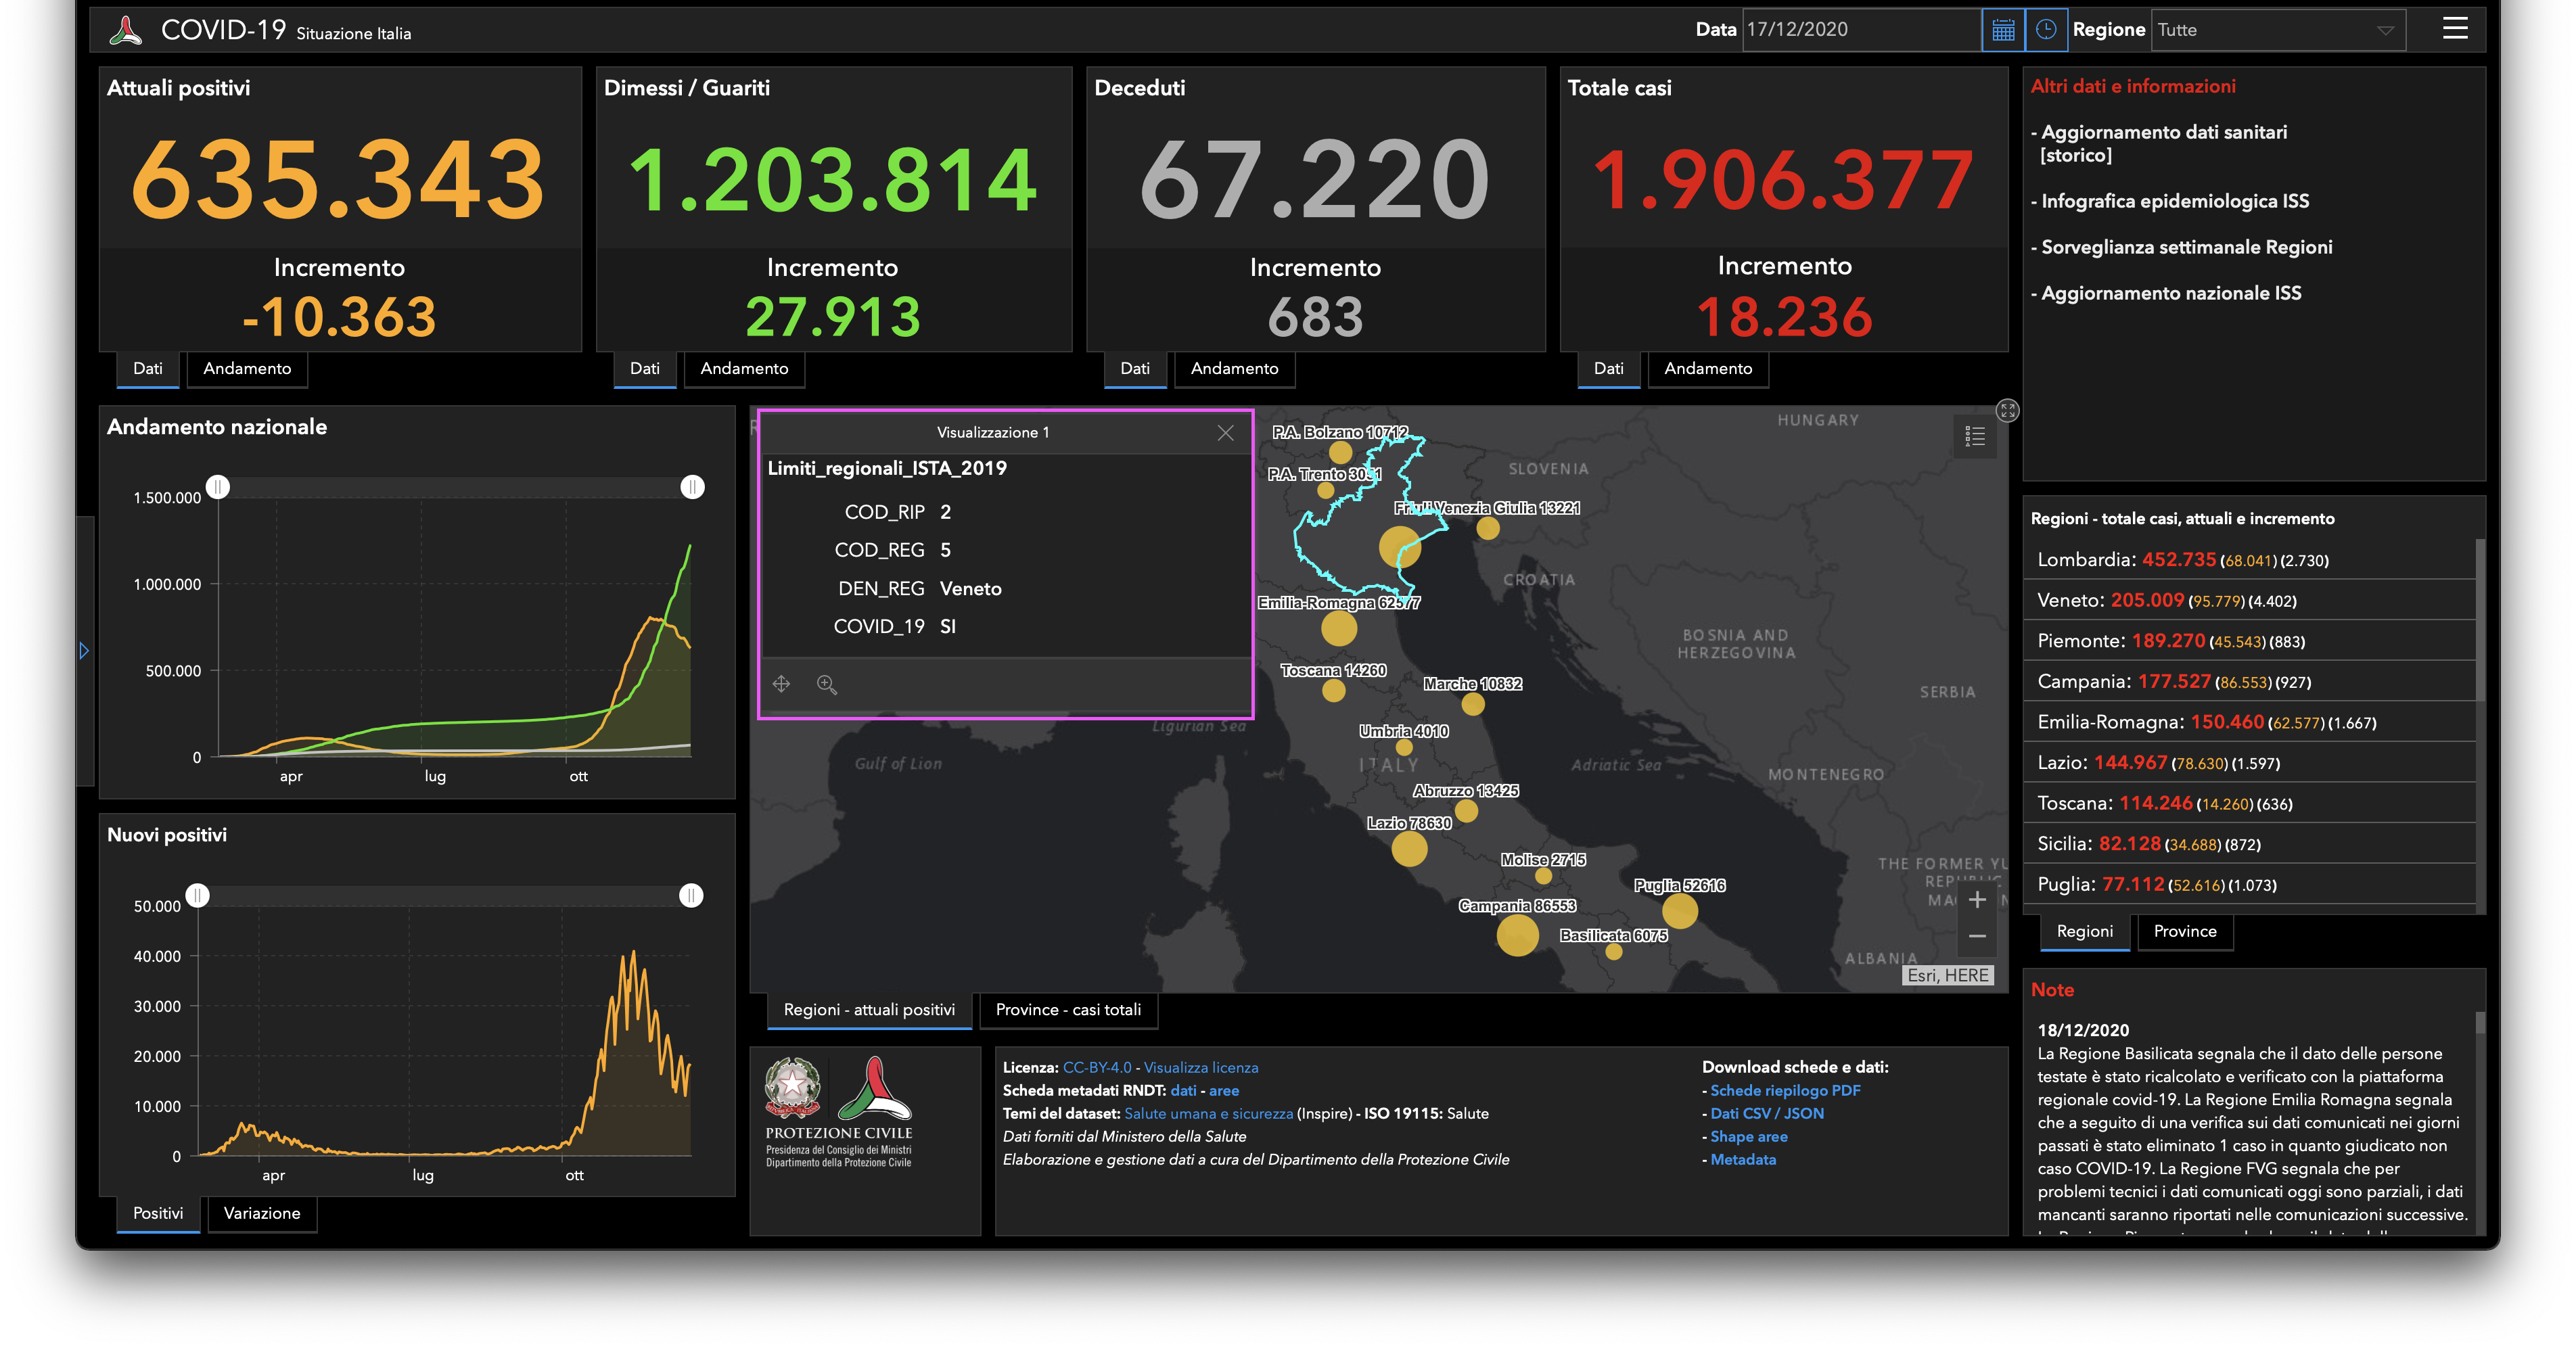 COVID-19 Situazione Italia
Data 17/12/2020 Regione Tutte
Attuali positivi
635.343
Incremento
-10.363
Dati Andamento
Dimessi / Guariti
1.203.814
Incremento
27.913
Dati Andamento
Deceduti
67.220
Incremento
683
Dati Andamento
Totale casi
1.906.377
Incremento
18.236
Dati Andamento
Altri dati e informazioni
- Aggiornamento dati sanitari
[storico]
- Infografica epidemiologica ISS
- Sorveglianza settimanale Regioni
- Aggiornamento nazionale ISS
Andamento nazionale
1.500.000
1.000.000
500.000
0
apr lug ott
Nuovi positivi
50.000
40.000
30.000
20.000
10.000
0
apr lug ott
Positivi Variazione
Visualizzazione 1
Limiti_regionali_ISTA_2019
COD_RIP 2
COD_REG 5
DEN_REG Veneto
COVID_19 SI
HUNGARY
P.A. Bolzano 10712
SLOVENIA
P.A. Trento 3051
Friuli Venezia Giulia 13221
CROATIA
Emilia-Romagna 62577
BOSNIA AND
HERZEGOVINA
Toscana 14260
Marche 10832
SERBIA
Ligurian Sea
Umbria 4010
Gulf of Lion
ITALY
Adriatic Sea
MONTENEGRO
Abruzzo 13425
Lazio 78630
Molise 2715
THE FORMER YU
Puglia 52616
Campania 86553
Basilicata 6075
ALBANIA
Esri, HERE
Regioni - attuali positivi Province - casi totali
Regioni - totale casi, attuali e incremento
Lombardia: 452.735 (68.041) (2.730)
Veneto: 205.009 (95.779) (4.402)
Piemonte: 189.270 (45.543) (883)
Campania: 177.527 (86.553) (927)
Emilia-Romagna: 150.460 (62.577) (1.667)
Lazio: 144.967 (78.630) (1.597)
Toscana: 114.246 (14.260) (636)
Sicilia: 82.128 (34.688) (872)
Puglia: 77.112 (52.616) (1.073)
Regioni Province
PROTEZIONE CIVILE
Presidenza del Consiglio dei Ministri
Dipartimento della Protezione Civile
Licenza: CC-BY-4.0 - Visualizza licenza
Scheda metadati RNDT: dati - aree
Temi del dataset: Salute umana e sicurezza (Inspire) - ISO 19115: Salute
Dati forniti dal Ministero della Salute
Elaborazione e gestione dati a cura del Dipartimento della Protezione Civile
Download schede e dati:
- Schede riepilogo PDF
- Dati CSV / JSON
- Shape aree
- Metadata
Note
18/12/2020
La Regione Basilicata segnala che il dato delle persone
testate è stato ricalcolato e verificato con la piattaforma
regionale covid-19. La Regione Emilia Romagna segnala
che a seguito di una verifica sui dati comunicati nei giorni
passati è stato eliminato 1 caso in quanto giudicato non
caso COVID-19. La Regione FVG segnala che per
problemi tecnici i dati comunicati oggi sono parziali, i dati
mancanti saranno riportati nelle comunicazioni successive.